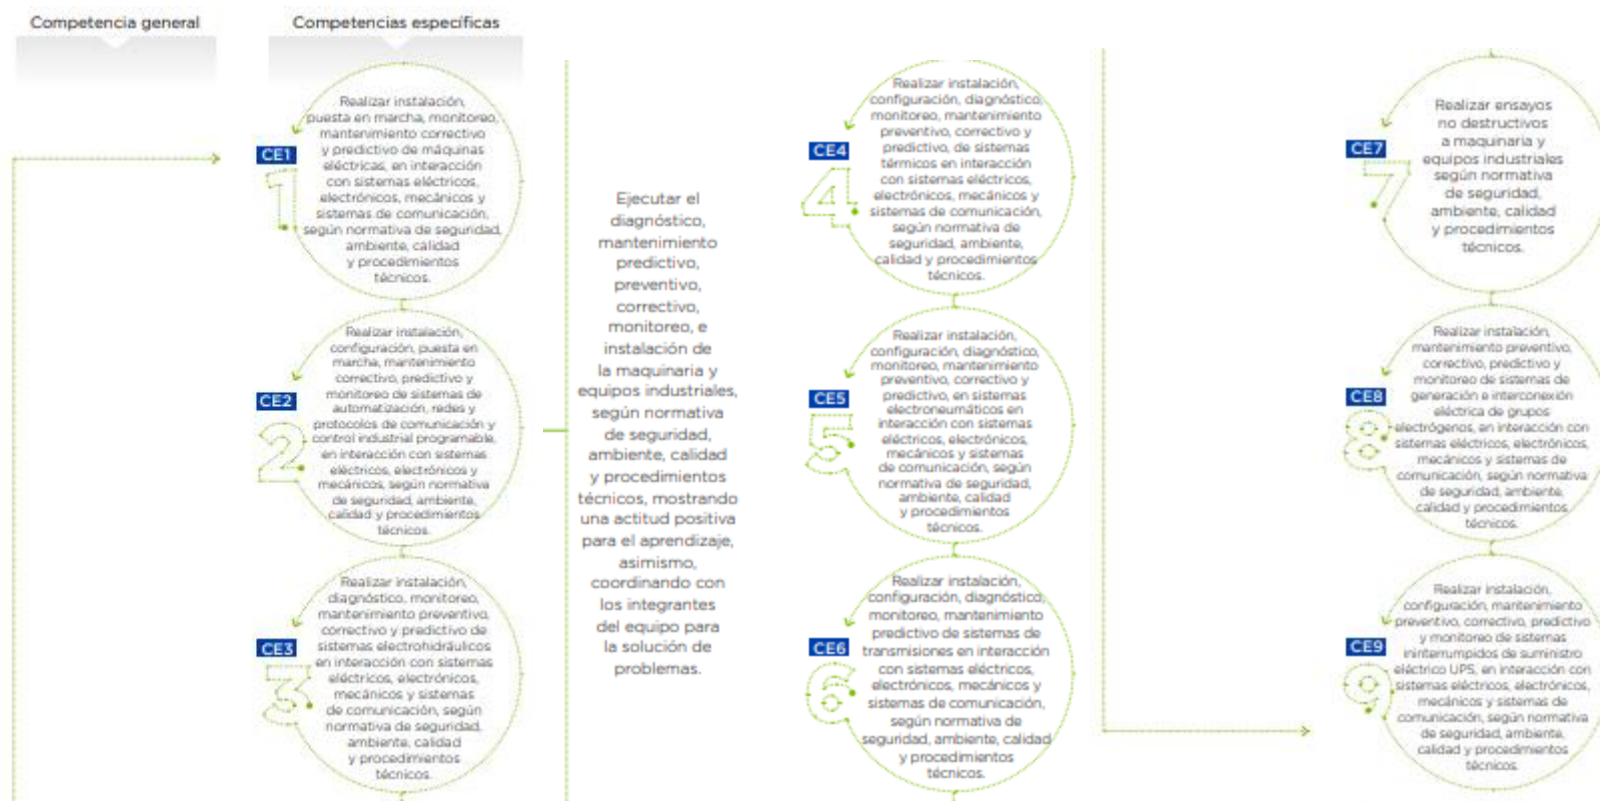 Competencia general
Competencias específicas
CE1
1
Realizar instalación,
puesta en marcha, monitoreo,
mantenimiento correctivo
y predictivo de máquinas
eléctricas, en interacción
con sistemas eléctricos,
electrónicos, mecánicos y
sistemas de comunicación,
según normativa de seguridad,
ambiente, calidad
y procedimientos
técnicos.
CE2
2
Realizar instalación,
configuración, puesta en
marcha, mantenimiento
correctivo, predictivo y
monitoreo de sistemas de
automatización, redes y
protocolos de comunicación y
control industrial programable,
en interacción con sistemas
eléctricos, electrónicos y
mecánicos, según normativa
de seguridad, ambiente,
calidad y procedimientos
técnicos.
CE3
3
Realizar instalación,
diagnóstico, monitoreo,
mantenimiento preventivo,
correctivo y predictivo de
sistemas electrohidráulicos
en interacción con sistemas
eléctricos, electrónicos,
mecánicos y sistemas
de comunicación, según
normativa de seguridad,
ambiente, calidad
y procedimientos
técnicos.
Ejecutar el
diagnóstico,
mantenimiento
predictivo,
preventivo,
correctivo,
monitoreo, e
instalación de
la maquinaria y
equipos industriales,
según normativa
de seguridad,
ambiente, calidad
y procedimientos
técnicos, mostrando
una actitud positiva
para el aprendizaje,
asimismo,
coordinando con
los integrantes
del equipo para
la solución de
problemas.
CE4
4
Realizar instalación,
configuración, diagnóstico,
monitoreo, mantenimiento
preventivo, correctivo y
predictivo, de sistemas
térmicos en interacción
con sistemas eléctricos,
electrónicos, mecánicos y
sistemas de comunicación,
según normativa de
seguridad, ambiente,
calidad y procedimientos
técnicos.
CE5
5
Realizar instalación,
configuración, diagnóstico,
monitoreo, mantenimiento
preventivo, correctivo y
predictivo, en sistemas
electroneumáticos en
interacción con sistemas
eléctricos, electrónicos,
mecánicos y sistemas
de comunicación, según
normativa de seguridad,
ambiente, calidad
y procedimientos
técnicos.
CE6
6
Realizar instalación,
configuración, diagnóstico,
monitoreo, mantenimiento
predictivo de sistemas de
transmisiones en interacción
con sistemas eléctricos,
electrónicos, mecánicos y
sistemas de comunicación,
según normativa de
seguridad, ambiente, calidad
y procedimientos
técnicos.
CE7
7
Realizar ensayos
no destructivos
a maquinaria y
equipos industriales
según normativa
de seguridad,
ambiente, calidad
y procedimientos
técnicos.
CE8
8
Realizar instalación,
mantenimiento preventivo,
correctivo, predictivo y
monitoreo de sistemas de
generación e interconexión
eléctrica de grupos
electrógenos, en interacción con
sistemas eléctricos, electrónicos,
mecánicos y sistemas de
comunicación, según normativa
de seguridad, ambiente,
calidad y procedimientos
técnicos.
CE9
9
Realizar instalación,
configuración, mantenimiento
preventivo, correctivo, predictivo
y monitoreo de sistemas
ininterrumpidos de suministro
eléctrico UPS, en interacción con
sistemas eléctricos, electrónicos,
mecánicos y sistemas de
comunicación, según normativa
de seguridad, ambiente,
calidad y procedimientos
técnicos.